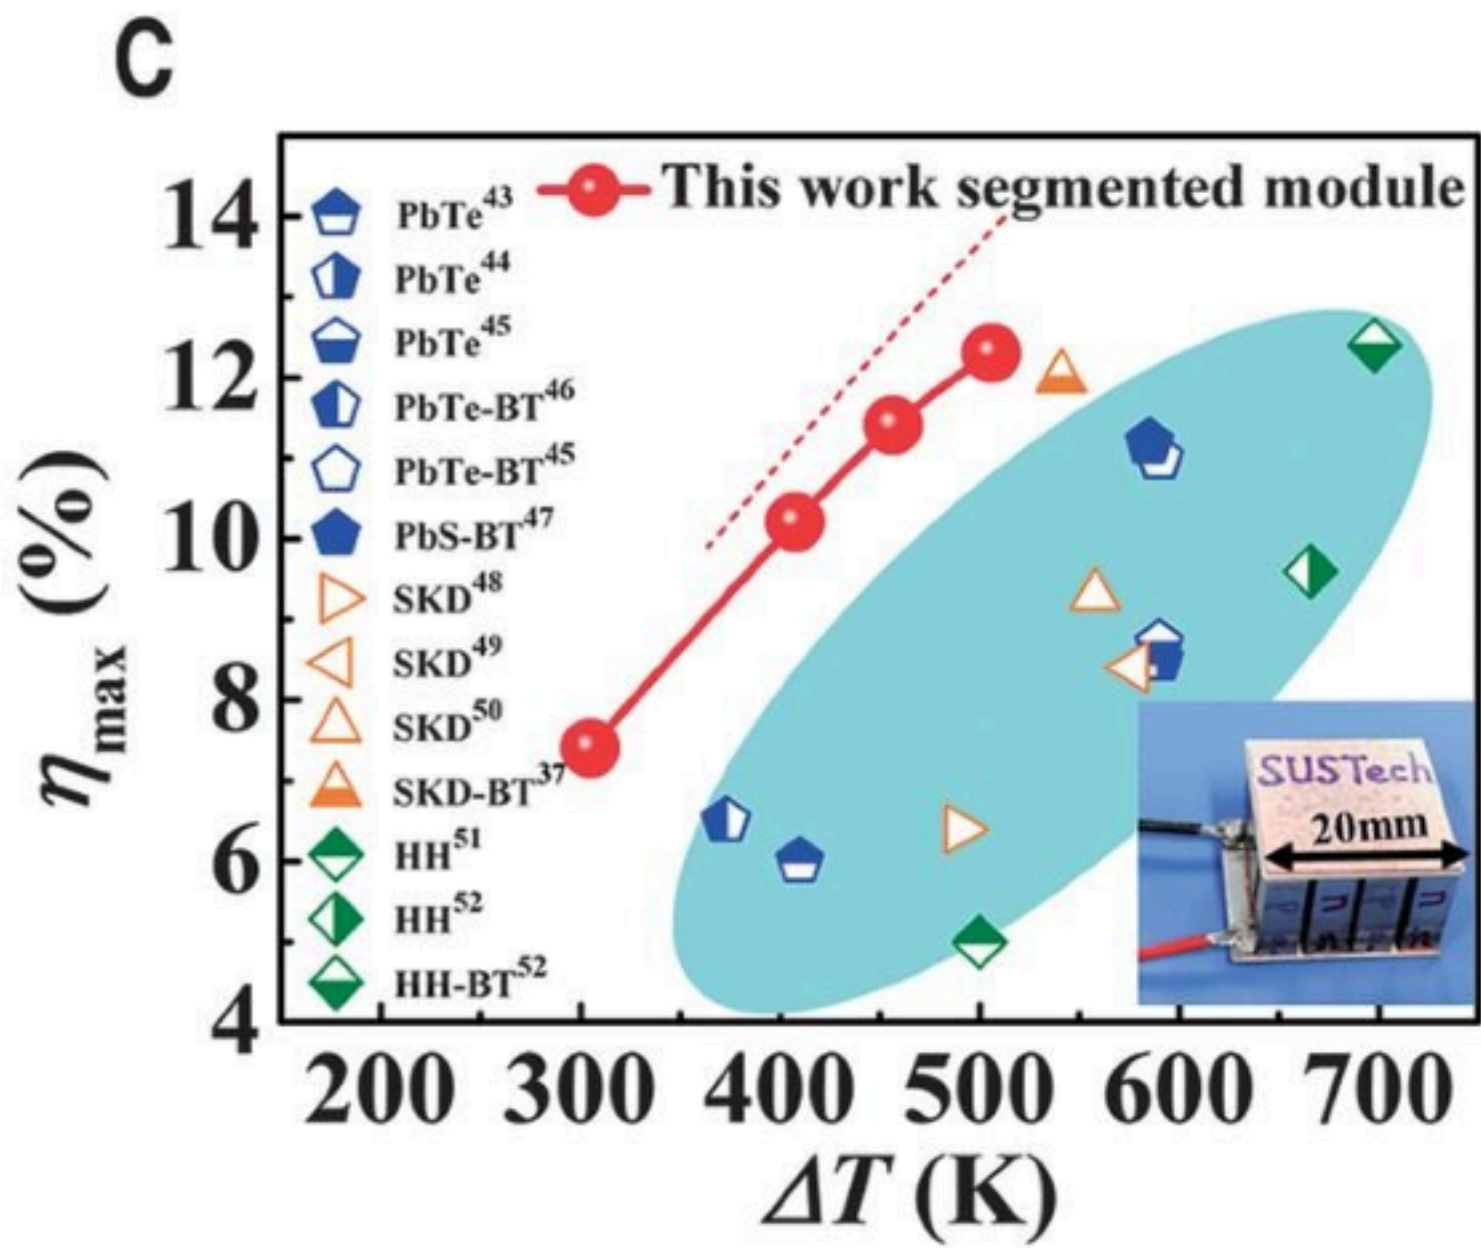 C
This work segmented module
14
12
10
8
6
4
ηmax (%)
PbTe43
PbTe44
PbTe45
PbTe-BT46
PbTe-BT45
PbS-BT47
SKD48
SKD49
SKD50
SKD-BT37
HH51
HH52
HH-BT52
SUSTech
20mm
200 300 400 500 600 700
ΔT (K)